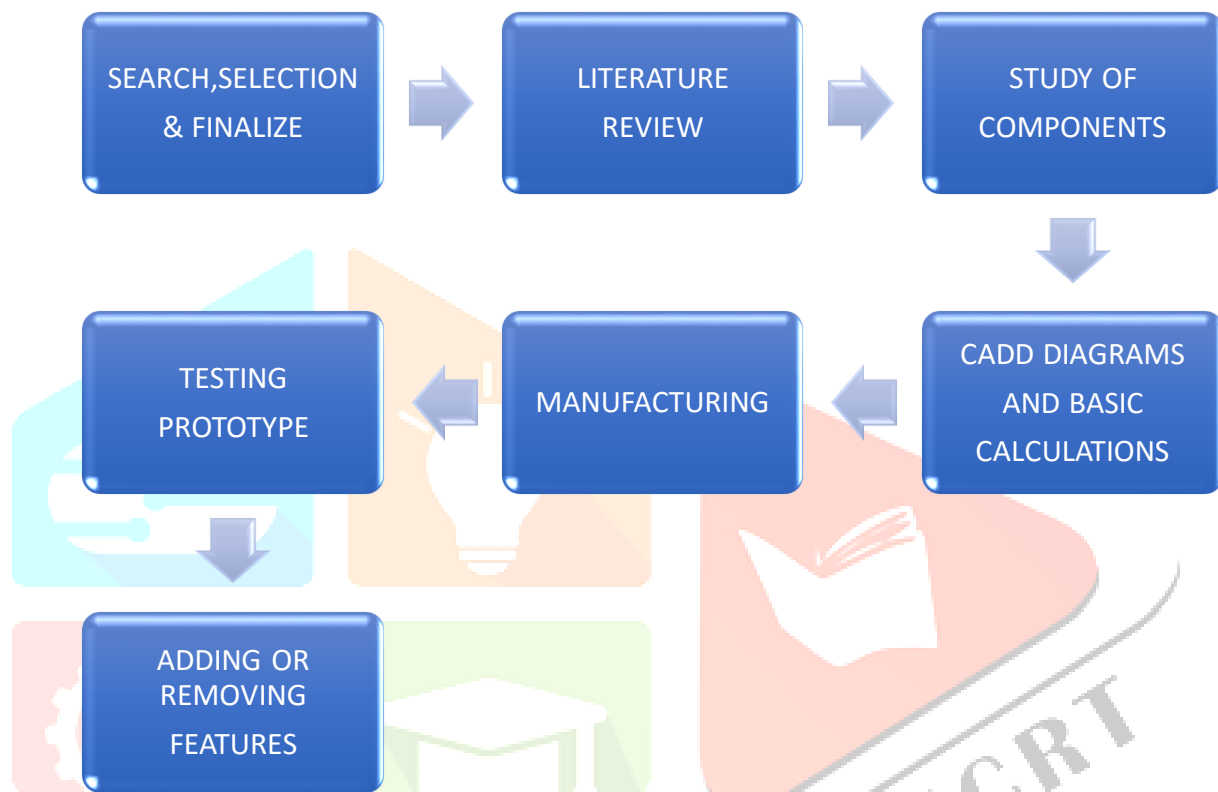 SEARCH,SELECTION
& FINALIZE
LITERATURE
REVIEW
STUDY OF
COMPONENTS
CADD DIAGRAMS
AND BASIC
CALCULATIONS
MANUFACTURING
TESTING
PROTOTYPE
ADDING OR
REMOVING
FEATURES